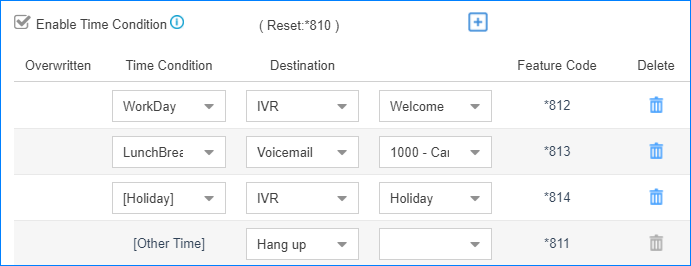 Enable Time Condition ( Reset:*810 )
Overwritten Time Condition Destination Feature Code Delete
WorkDay IVR Welcome *812
LunchBrea Voicemail 1000 - Car *813
[Holiday] IVR Holiday *814
[Other Time] Hang up *811